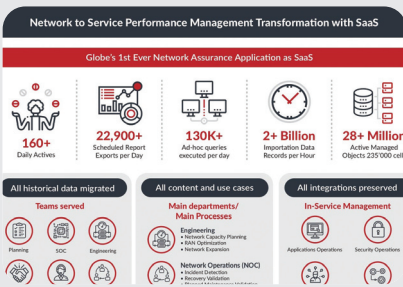 Network to Service Performance Management Transformation with SaaS
Globe's 1st Ever Network Assurance Application as SaaS
160+
Daily Actives
22,900+
Scheduled Report
Exports per Day
130K+
Ad-hoc queries
executed per day
2+ Billion
Importation Data
Records per Hour
28+ Million
Active Managed
Objects 235'000 cell
All historical data migrated
Teams served
Planning
SOC
Engineering
All content and use cases
Main departments/
Main Processes
Engineering
• Network Capacity Planning
• RAN Optimization
• Network Expansion
Network Operations (NOC)
• Incident Detection
• Recovery Validation
All integrations preserved
In-Service Management
Applications Operations
Security Operations